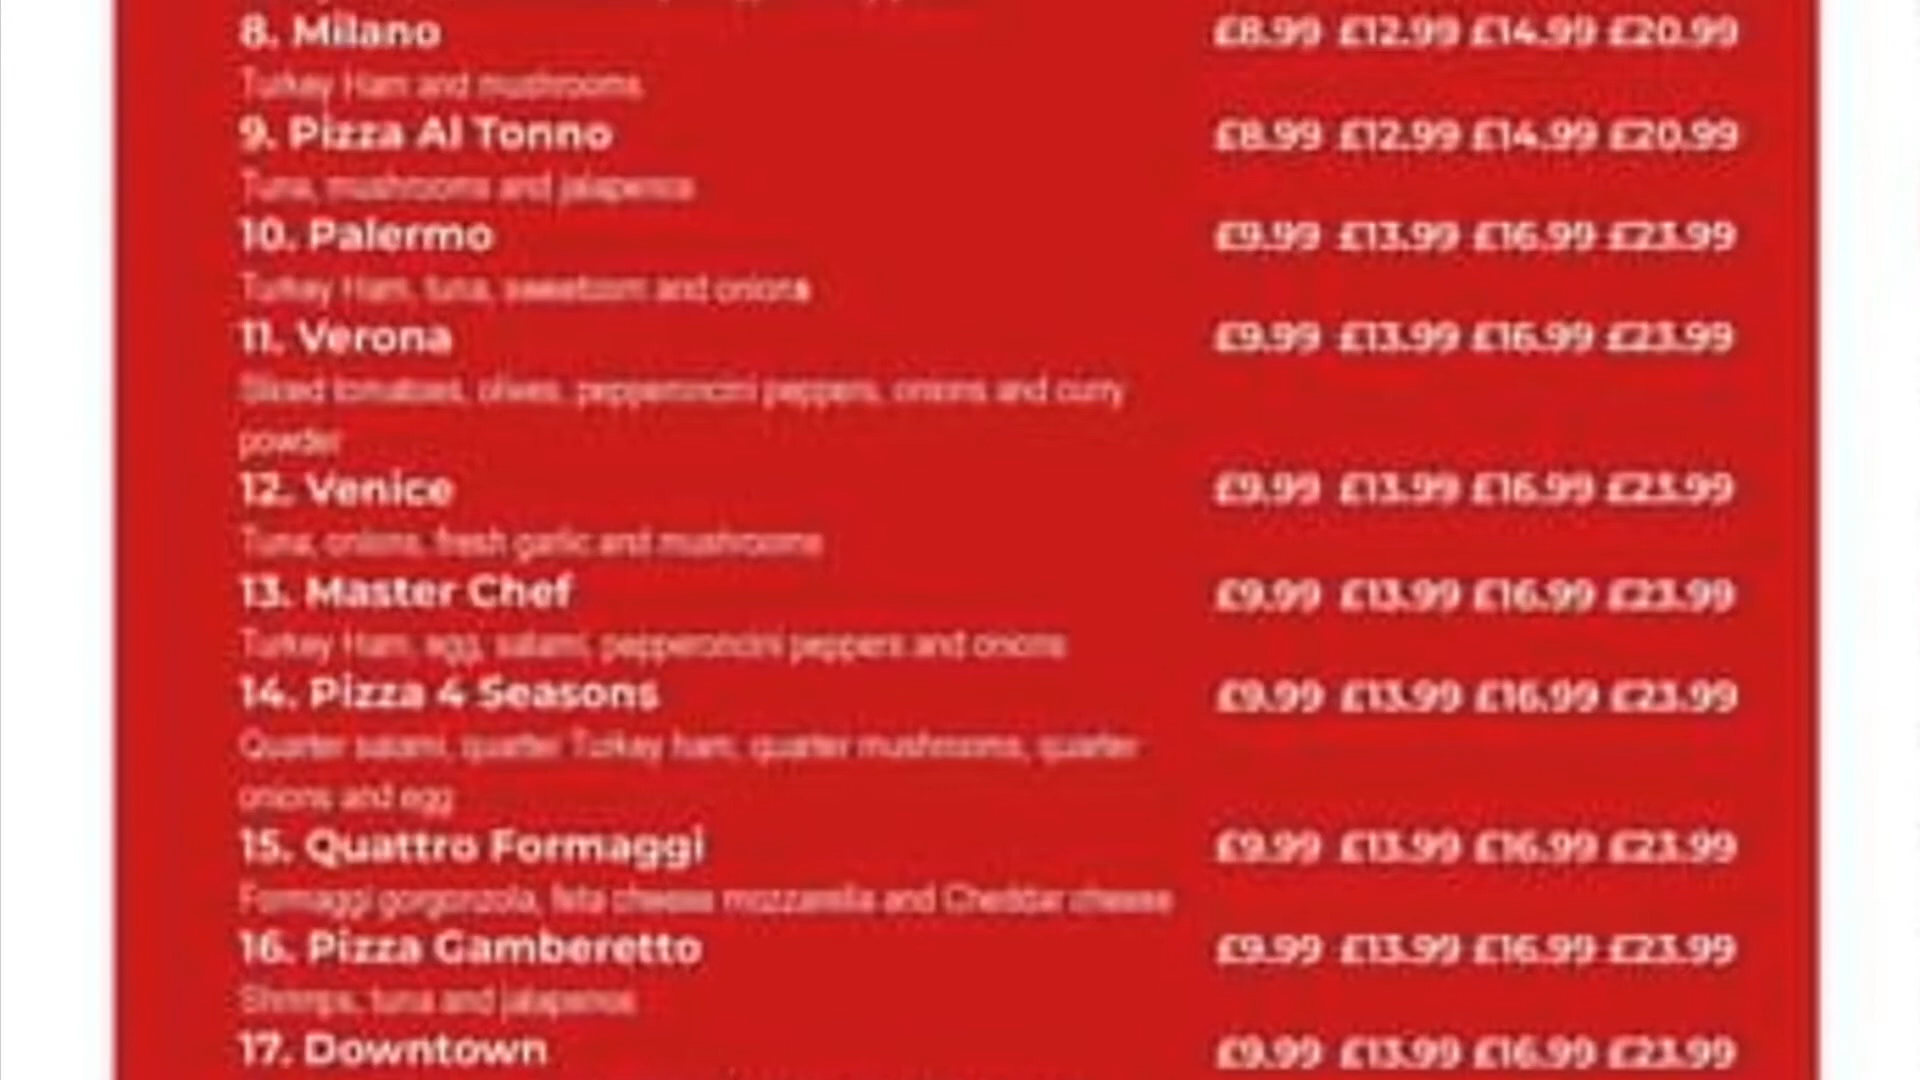 8. Milano £8.99 £12.99 £14.99 £20.99
Turkey Ham and mushrooms
9. Pizza Al Tonno £8.99 £12.99 £14.99 £20.99
Tuna, mushrooms and jalapenos
10. Palermo £9.99 £13.99 £16.99 £23.99
Turkey Ham, tuna, sweetcorn and onions
11. Verona £9.99 £13.99 £16.99 £23.99
Sliced tomatoes, olives, pepperoncini peppers, onions and curry
powder
12. Venice £9.99 £13.99 £16.99 £23.99
Tuna, onions, fresh garlic and mushrooms
13. Master Chef £9.99 £13.99 £16.99 £23.99
Turkey Ham, egg, salami, pepperoncini peppers and onions
14. Pizza 4 Seasons £9.99 £13.99 £16.99 £23.99
Quarter salami, quarter Turkey ham, quarter mushrooms, quarter
onions and egg
15. Quattro Formaggi £9.99 £13.99 £16.99 £23.99
Formaggi gorgonzola, feta cheese mozzarella and Cheddar cheese
16. Pizza Gamberetto £9.99 £13.99 £16.99 £23.99
Shrimps, tuna and jalapenos
17. Downtown £9.99 £13.99 £16.99 £23.99